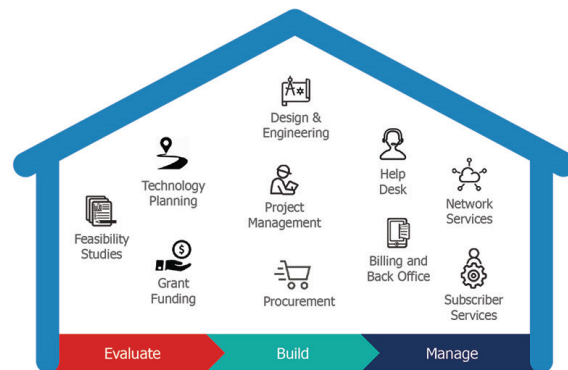 Design &
Engineering
Technology
Planning
Help
Desk
Project
Management
Network
Services
Feasibility
Studies
Grant
Funding
Billing and
Back Office
Procurement
Subscriber
Services
Evaluate
Build
Manage